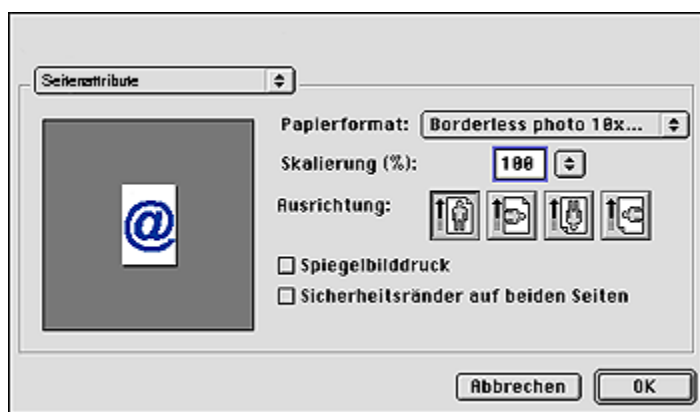 Seitenattribute
Papierformat: Borderless photo 10x...
Skalierung (%): 100
Ausrichtung:
@
Spiegelbilddruck
Sicherheitsränder auf beiden Seiten
Abbrechen OK